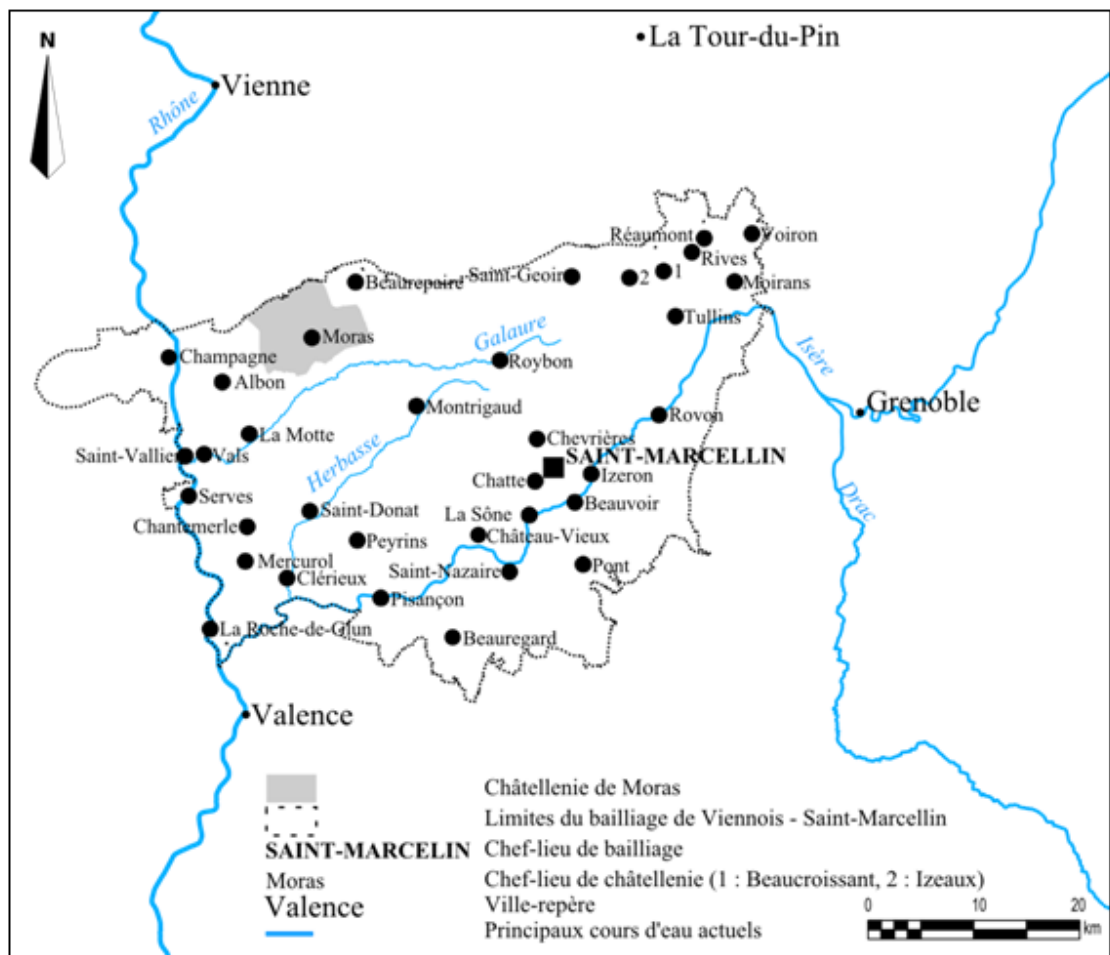 N
La Tour-du-Pin
Vienne
Rhône
Réaumont
Voiron
Rives
Saint-Geoir
2
1
Beaurepaire
Moirans
Tullins
Moras
Galaure
Isère
Champagne
Roybon
Albon
Grenoble
Montrigaud
Rovon
La Motte
Chevrières
Saint-Vallier
Vals
SAINT-MARCELLIN
Herbasse
Chatte
Izeron
Serves
Beauvoir
Drac
Saint-Donat
La Sône
Chantemerle
Château-Vieux
Peyrins
Mercurol
Saint-Nazaire
Pont
Clérieux
Pisançon
La Roche-de-Glun
Beauregard
Valence
Châtellenie de Moras
Limites du bailliage de Viennois - Saint-Marcellin
SAINT-MARCELIN Chef-lieu de bailliage
Moras Chef-lieu de châtellenie (1 : Beaucroissant, 2 : Izeaux)
Valence Ville-repère
Principaux cours d'eau actuels
0 10 20
km